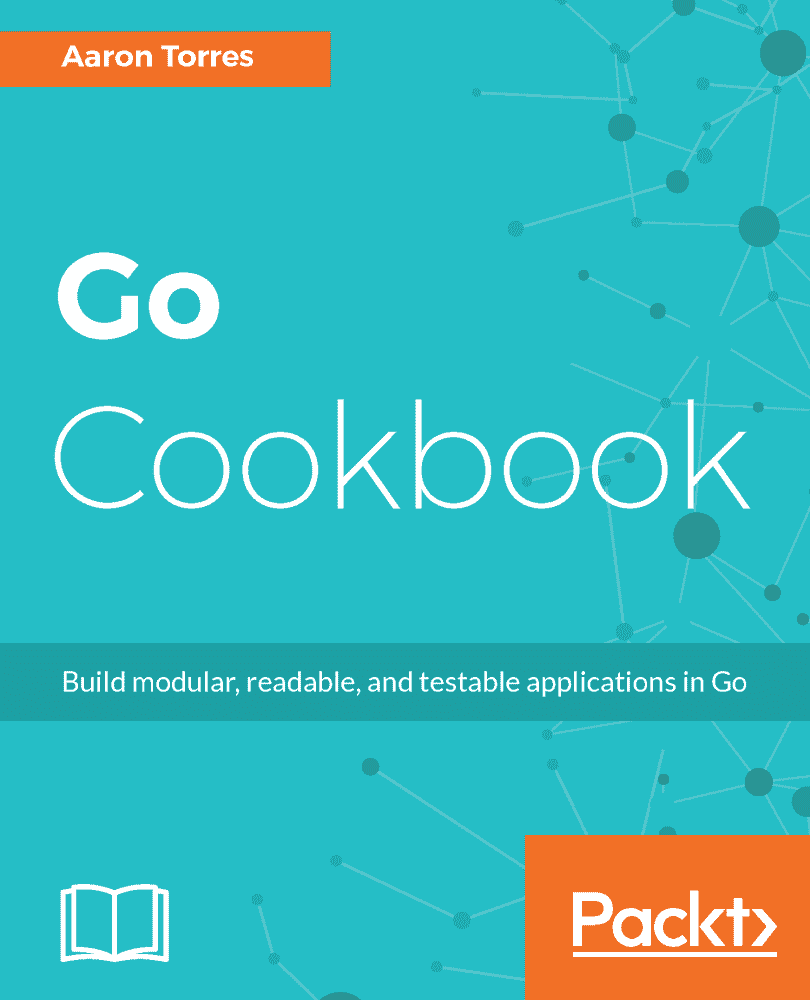 Aaron Torres
Go
Cookbook
Build modular, readable, and testable applications in Go
Packt>